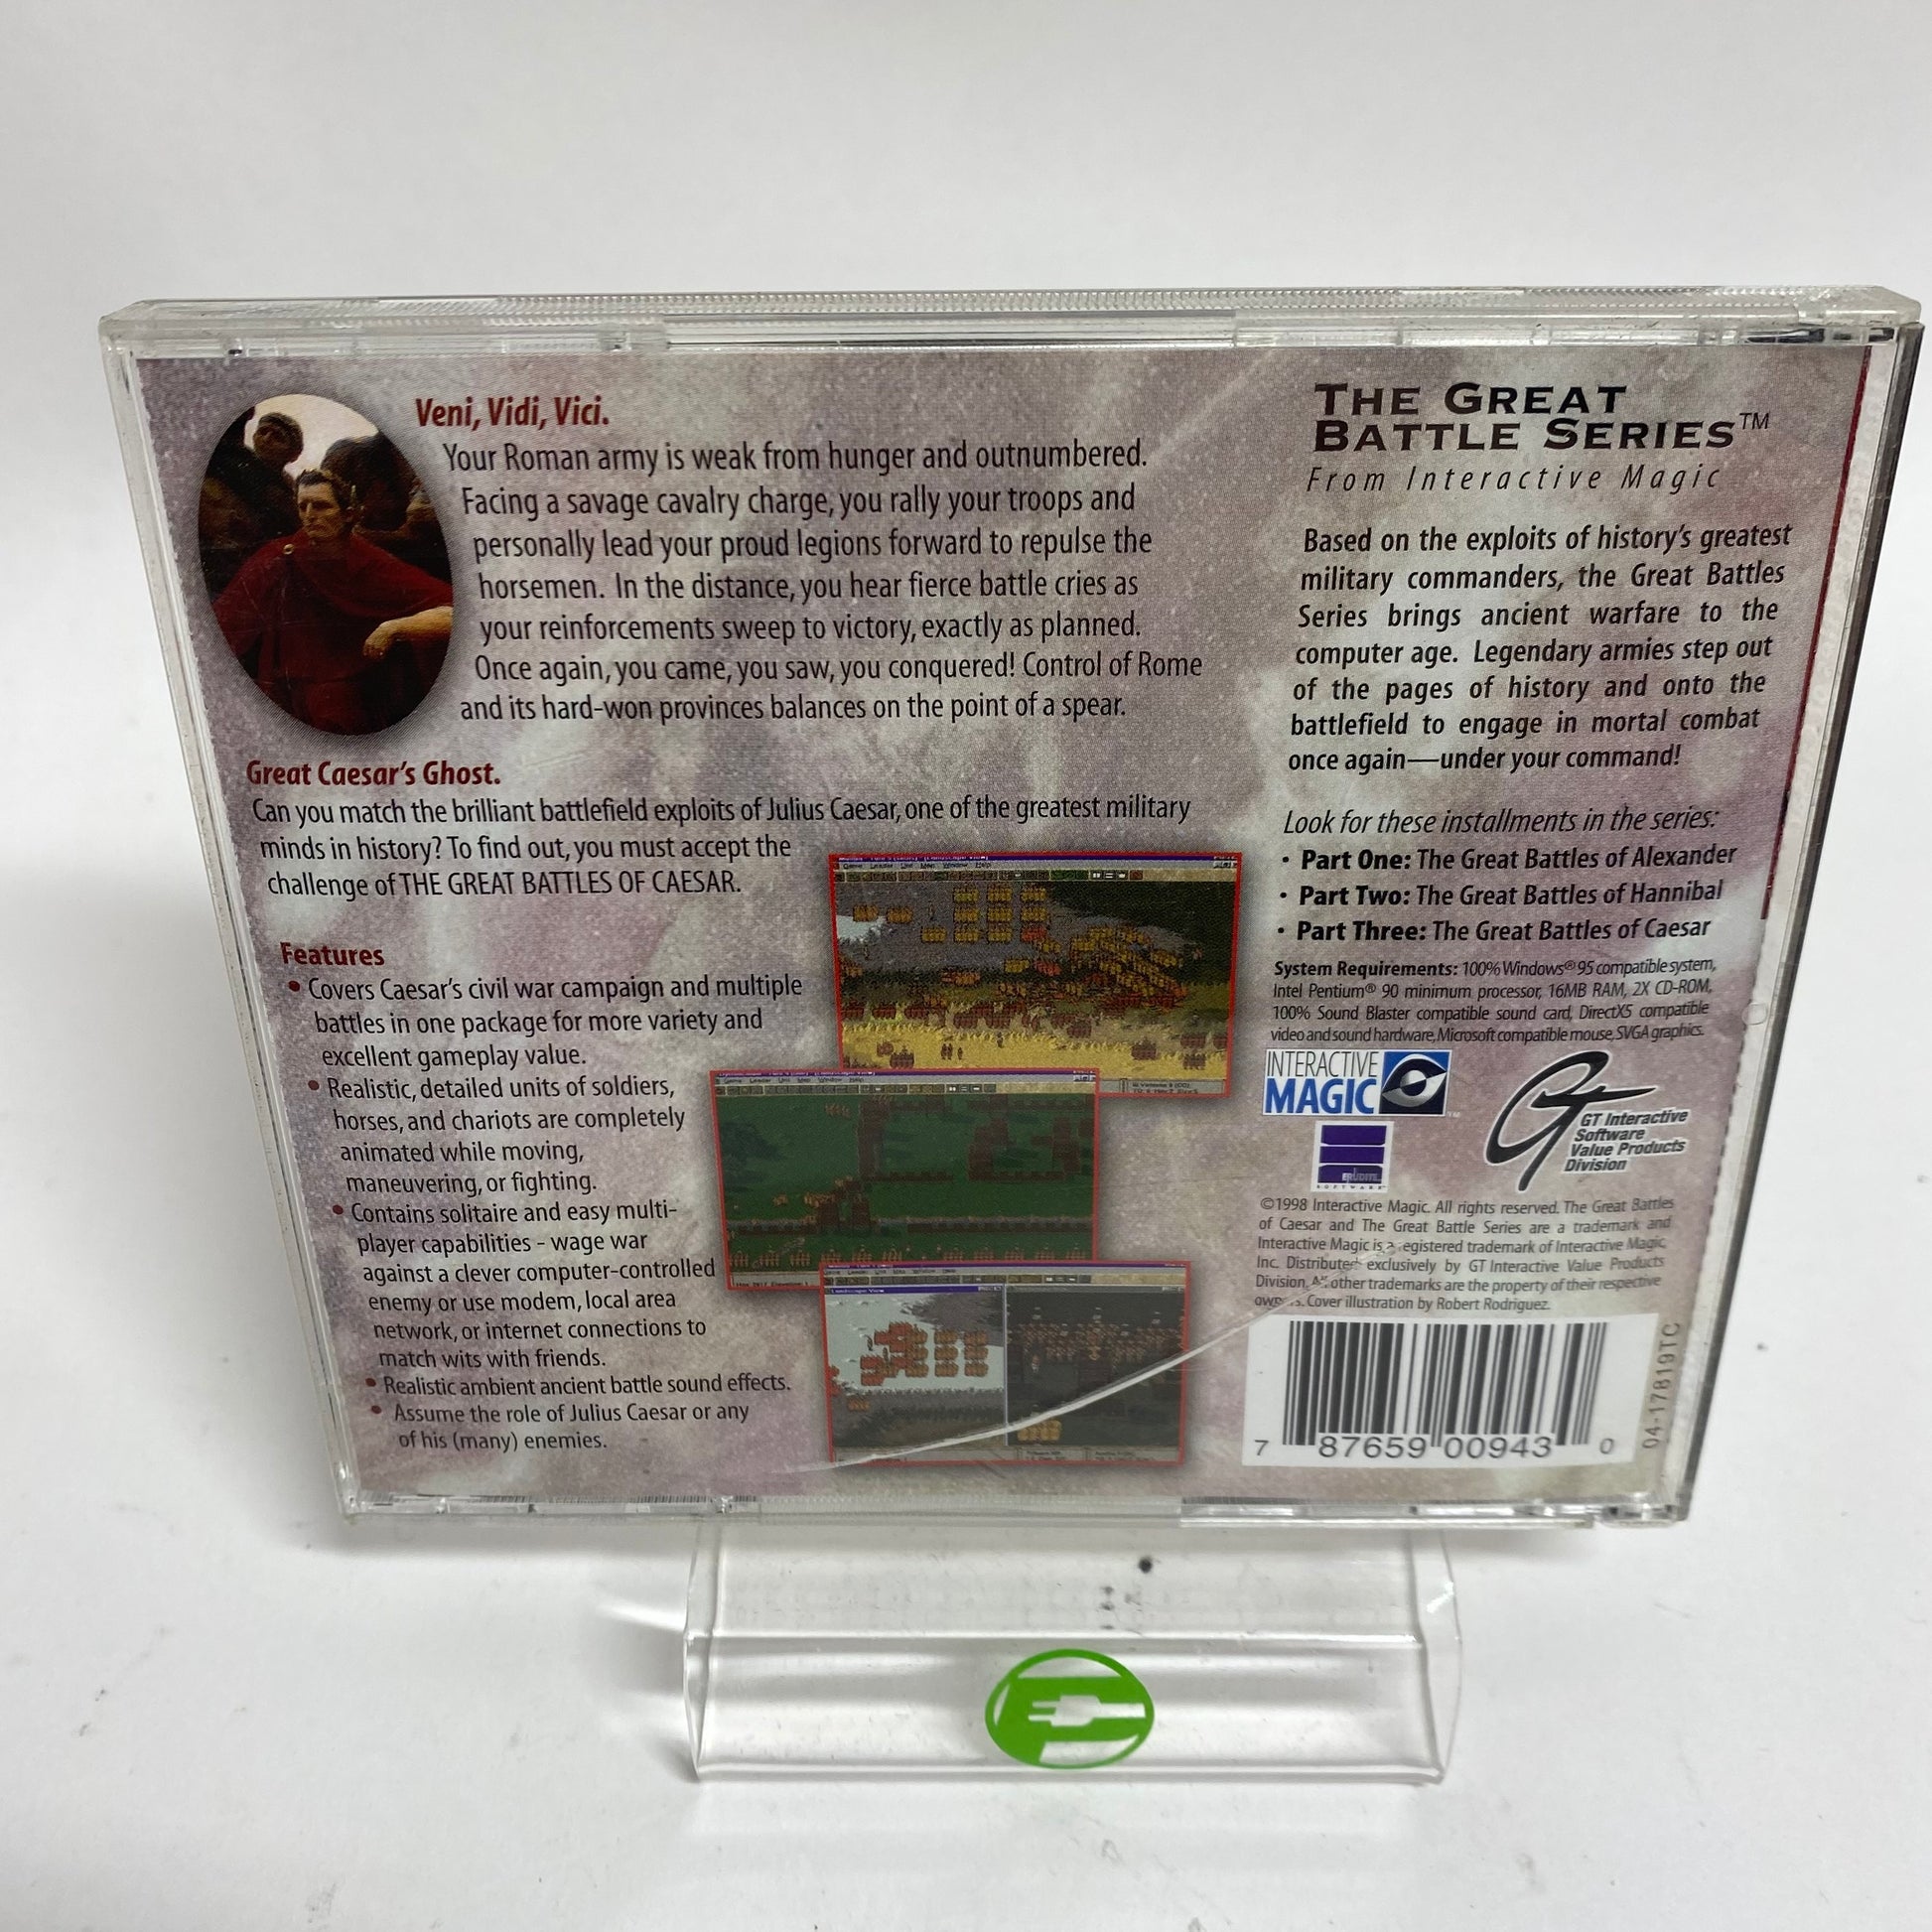 Veni, Vidi, Vici.
Your Roman army is weak from hunger and outnumbered.
Facing a savage cavalry charge, you rally your troops and
personally lead your proud legions forward to repulse the
horsemen. In the distance, you hear fierce battle cries as
your reinforcements sweep to victory, exactly as planned.
Once again, you came, you saw, you conquered! Control of Rome
and its hard-won provinces balances on the point of a spear.
Great Caesar's Ghost.
Can you match the brilliant battlefield exploits of Julius Caesar, one of the greatest military
minds in history? To find out, you must accept the
challenge of THE GREAT BATTLES OF CAESAR.
Features
• Covers Caesar's civil war campaign and multiple
battles in one package for more variety and
excellent gameplay value.
• Realistic, detailed units of soldiers,
horses, and chariots are completely
animated while moving,
maneuvering, or fighting.
• Contains solitaire and easy multi-
player capabilities - wage war
against a clever computer-controlled
enemy or use modem, local area
network, or internet connections to
match wits with friends.
• Realistic ambient ancient battle sound effects.
• Assume the role of Julius Caesar or any
of his (many) enemies.
THE GREAT
BATTLE SERIES™
From Interactive Magic
Based on the exploits of history's greatest
military commanders, the Great Battles
Series brings ancient warfare to the
computer age. Legendary armies step out
of the pages of history and onto the
battlefield to engage in mortal combat
once again—under your command!
Look for these installments in the series:
• Part One: The Great Battles of Alexander
• Part Two: The Great Battles of Hannibal
• Part Three: The Great Battles of Caesar
System Requirements: 100% Windows® 95 compatible system,
Intel Pentium® 90 minimum processor, 16MB RAM, 2X CD-ROM,
100% Sound Blaster compatible sound card, DirectX5 compatible
video and sound hardware, Microsoft compatible mouse, SVGA graphics.
INTERACTIVE
MAGIC™
GT Interactive
Software
Value Products
Division
erudite
SOFTWARE
©1998 Interactive Magic. All rights reserved. The Great Battles
of Caesar and The Great Battle Series are a trademark and
Interactive Magic is a registered trademark of Interactive Magic,
Inc. Distributed exclusively by GT Interactive Value Products
Division. All other trademarks are the property of their respective
owners. Cover illustration by Robert Rodriguez.
7 87659 00943 0
04-17819TC